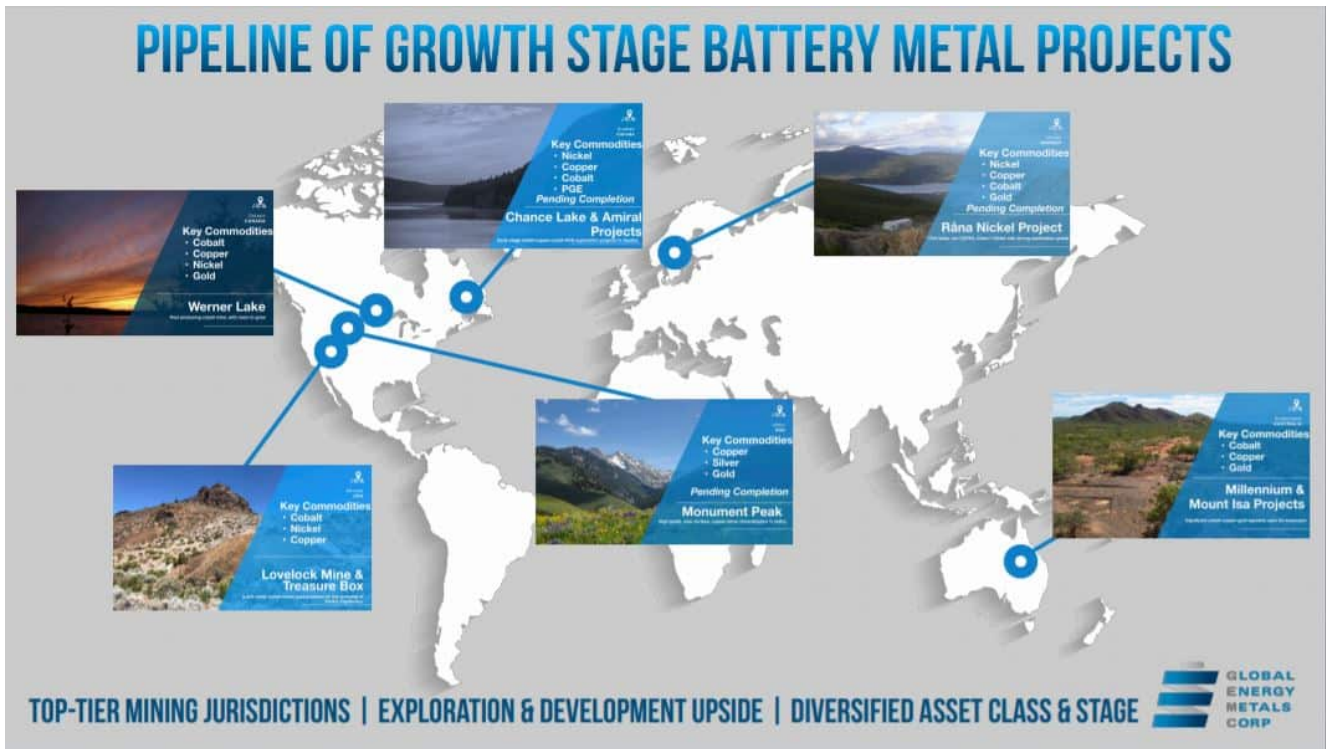 PIPELINE OF GROWTH STAGE BATTERY METAL PROJECTS
Key Commodities
• Nickel
• Copper
• Cobalt
• PGE
Pending Completion
Chance Lake & Amiral
Projects
Key Commodities
• Nickel
• Copper
• Cobalt
• Gold
Pending Completion
Råna Nickel Project
CANADA
Key Commodities
• Cobalt
• Copper
• Nickel
• Gold
Werner Lake
Key Commodities
• Copper
• Silver
• Gold
Pending Completion
Monument Peak
AUSTRALIA
Key Commodities
• Cobalt
• Copper
• Gold
Millennium &
Mount Isa Projects
Key Commodities
• Cobalt
• Nickel
• Copper
Lovelock Mine &
Treasure Box
TOP-TIER MINING JURISDICTIONS | EXPLORATION & DEVELOPMENT UPSIDE | DIVERSIFIED ASSET CLASS & STAGE
GLOBAL
ENERGY
METALS
CORP